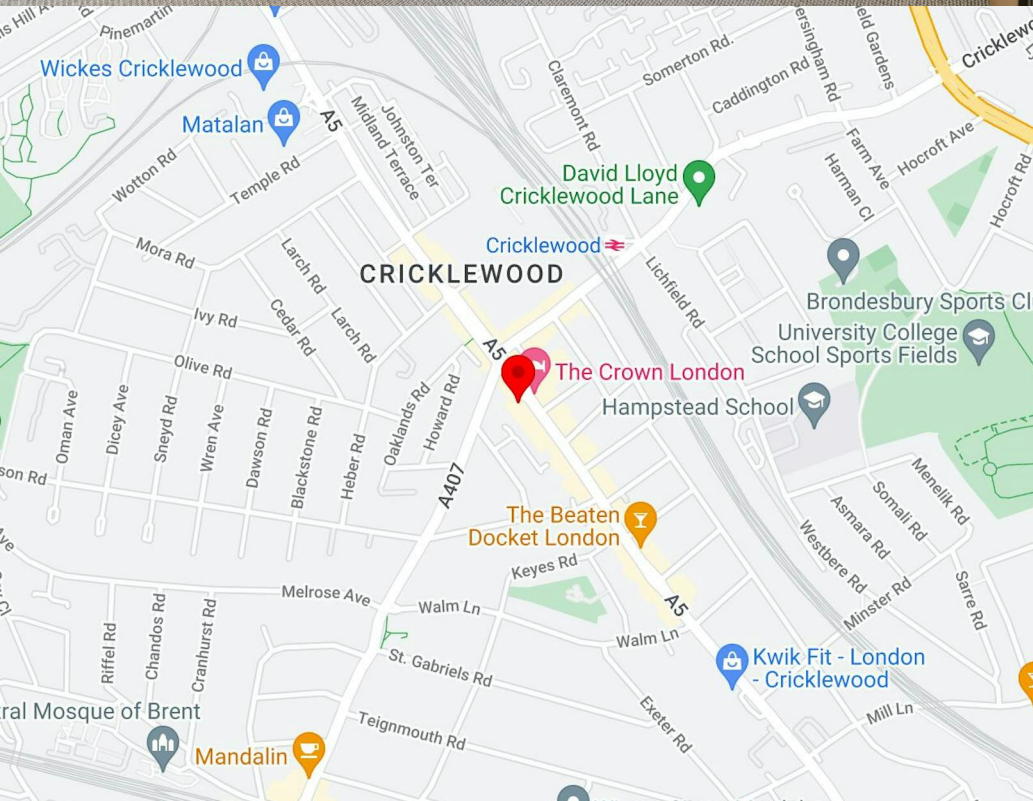 Pinemartin
Wickes Cricklewood
Matalan
A5
Midland Terrace
Johnston Ter
Claremont Rd
Somerton Rd.
Caddington Rd
Farm Ave
Harman Cl
Hocroft Ave
Hocroft Rd
Wotton Rd
Temple Rd
David Lloyd
Cricklewood Lane
Cricklewood
CRICKLEWOOD
Mora Rd
Larch Rd
Lichfield Rd
Brondesbury Sports Cl
University College
School Sports Fields
Ivy Rd
Cedar Rd
Larch Rd
A5
The Crown London
Hampstead School
Olive Rd
Oman Ave
Dicey Ave
Sneyd Rd
Wren Ave
Dawson Rd
Blackstone Rd
Heber Rd
Oaklands Rd
Howard Rd
A407
The Beaten
Docket London
Menelik Rd
Somali Rd
Asmara Rd
Westbere Rd
Minster Rd
Sarre Rd
Keyes Rd
Melrose Ave
Walm Ln
A5
Walm Ln
Riffel Rd
Chandos Rd
Cranhurst Rd
St. Gabriels Rd
Kwik Fit - London
- Cricklewood
Exeter Rd
Mill Ln
tral Mosque of Brent
Teignmouth Rd
Mandalin